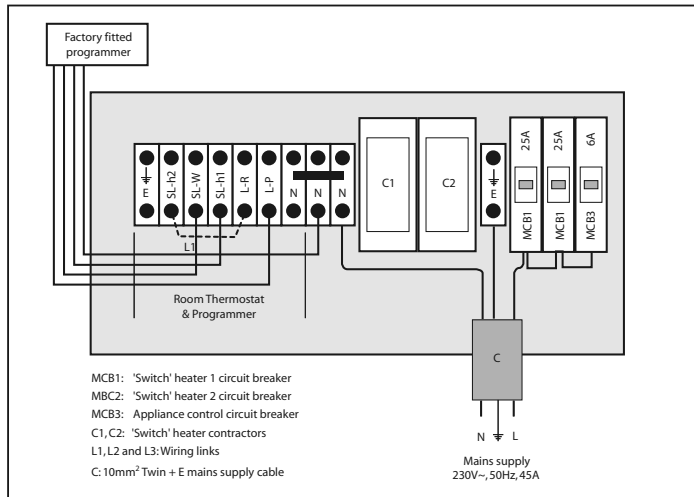 Factory fitted
programmer
E
SL-h2
SL-W
SL-h1
L-R
L-P
N
N
N
C1
C2
E
25A
MCB1
25A
MCB1
6A
MCB3
L1
Room Thermostat
& Programmer
C
MCB1: 'Switch' heater 1 circuit breaker
MBC2: 'Switch' heater 2 circuit breaker
MCB3: Appliance control circuit breaker
C1, C2: 'Switch' heater contractors
L1, L2 and L3: Wiring links
C: 10mm² Twin + E mains supply cable
N
L
Mains supply
230V~, 50Hz, 45A